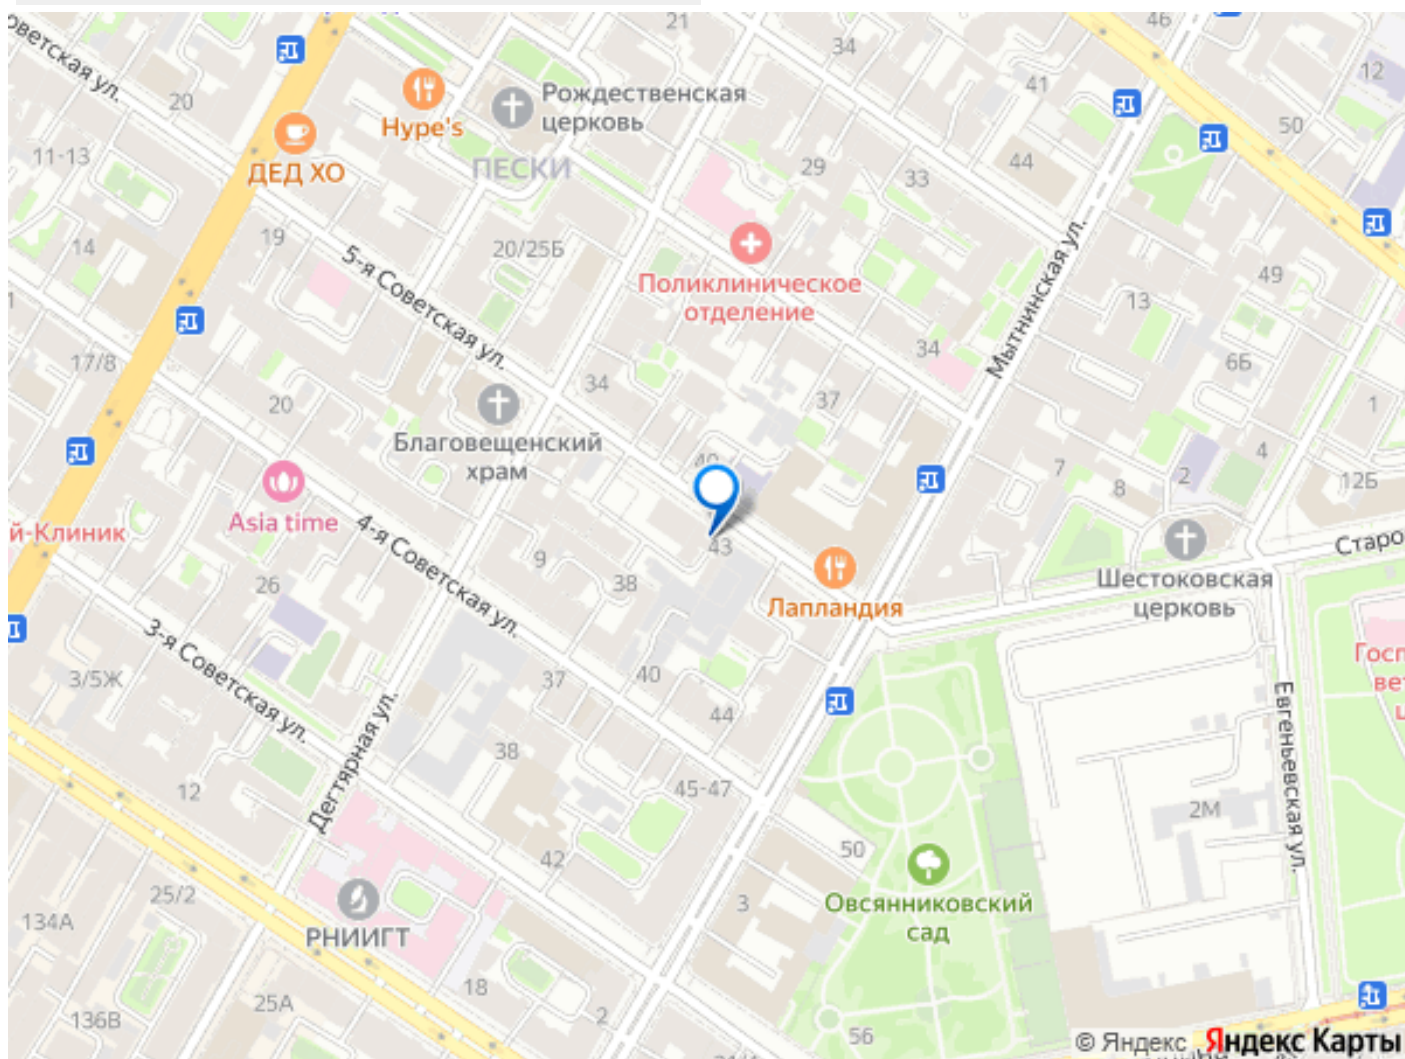 21
46
34
41
12
50
Советская ул.
20
Hype's
Рождественская
церковь
ДЕД ХО
ПЕСКИ
11-13
29
33
44
14
19
20/25Б
5-я Советская ул.
Поликлиническое
отделение
Мытнинская ул.
49
13
34
6Б
17/8
20
34
37
1
Благовещенский
храм
40
7
8
2
4
12Б
Asia time
й-Клиник
4-я Советская ул.
9
43
38
Лапландия
Шестоковская
церковь
Старо
26
3-я Советская ул.
3/5Ж
37
40
44
Госп
вет
ц
Дегтярная ул.
38
45-47
12
42
Евгеньевская ул.
2М
50
Овсянниковский
сад
3
25/2
134А
РНИИГТ
25А
18
2
136В
56
© Яндекс
Яндекс Карты